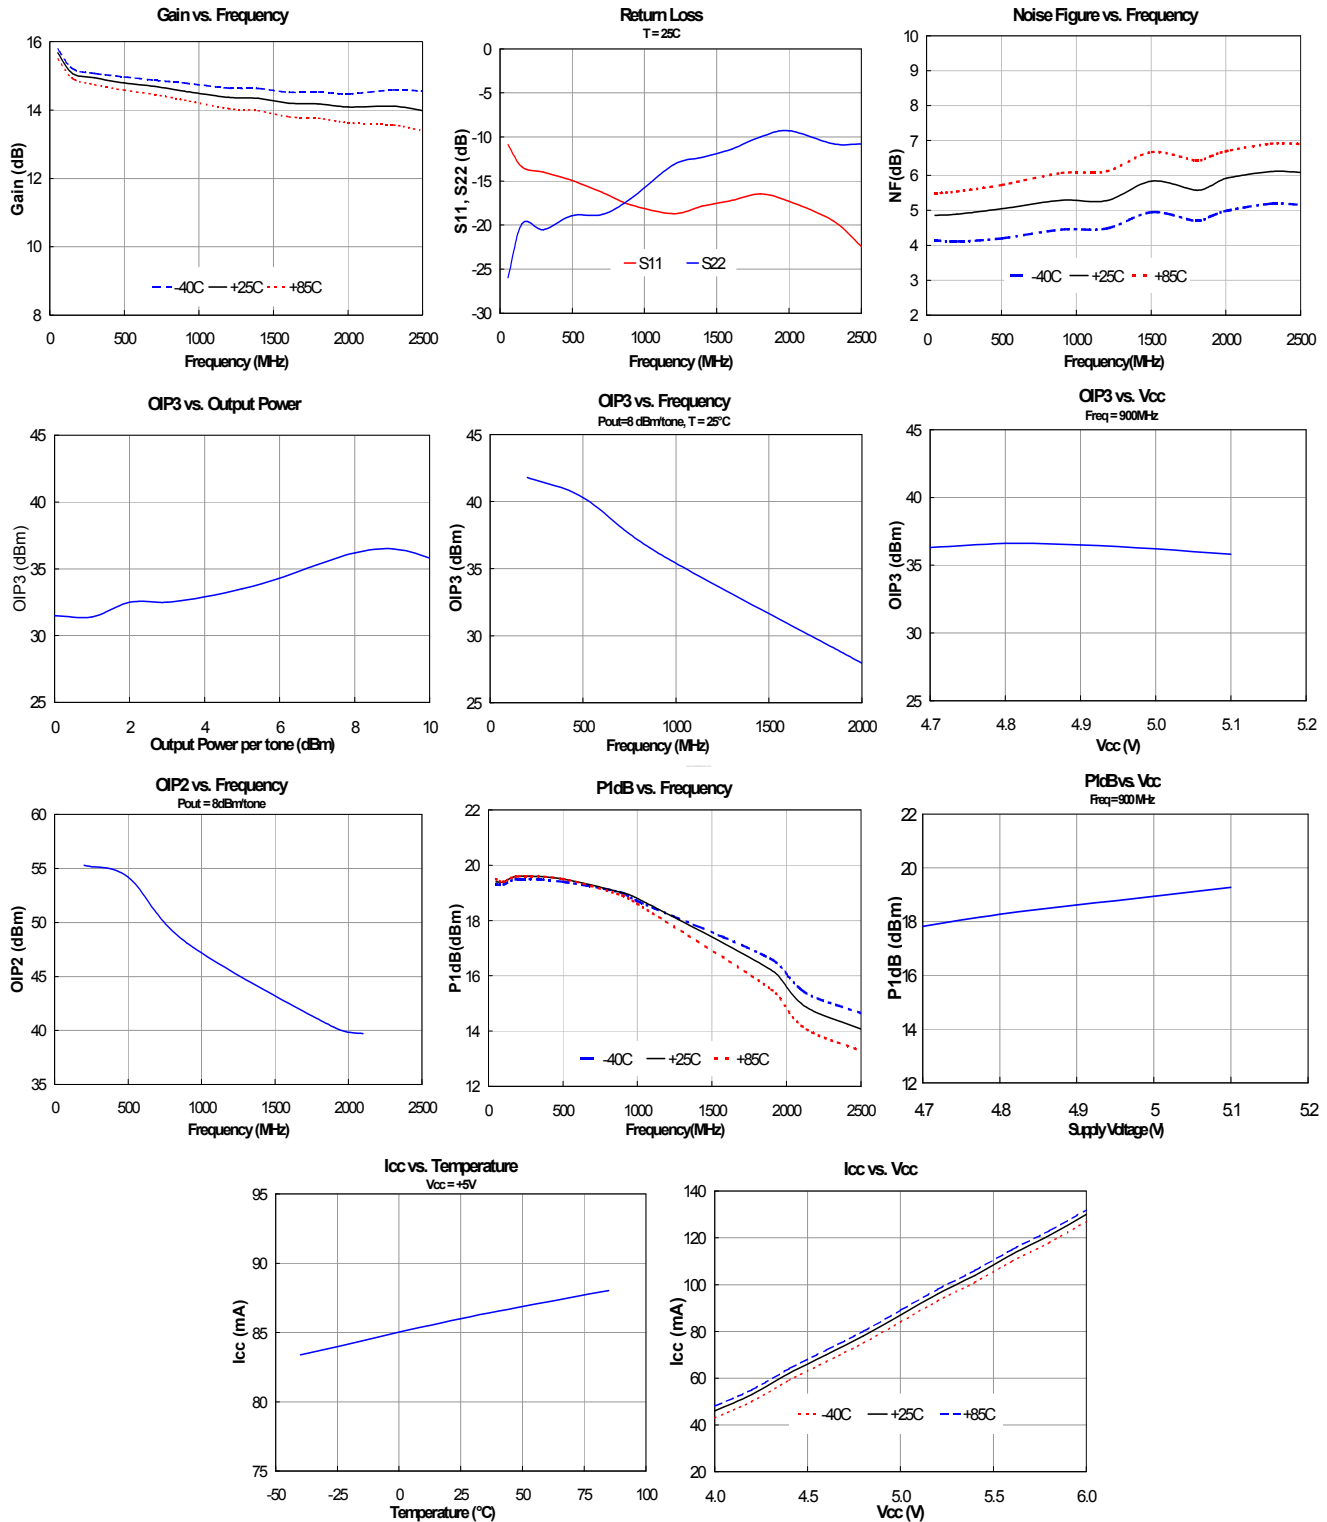 Gain vs. Frequency
16
14
12
10
8
Gain (dB)
-40C +25C +85C
0 500 1000 1500 2000 2500
Frequency (MHz)
Return Loss
T = 25C
0
-5
-10
-15
-20
-25
-30
S11, S22 (dB)
S11 S22
0 500 1000 1500 2000 2500
Frequency (MHz)
Noise Figure vs. Frequency
10
9
8
7
6
5
4
3
2
NF(dB)
-40C +25C +85C
0 500 1000 1500 2000 2500
Frequency(MHz)
OIP3 vs. Output Power
45
40
35
30
25
OIP3 (dBm)
0 2 4 6 8 10
Output Power per tone (dBm)
OIP3 vs. Frequency
Pout=8 dBm/tone, T = 25°C
45
40
35
30
25
OIP3 (dBm)
0 500 1000 1500 2000
Frequency (MHz)
OIP3 vs. Vcc
Freq = 900MHz
45
40
35
30
25
OIP3 (dBm)
4.7 4.8 4.9 5.0 5.1 5.2
Vcc (V)
OIP2 vs. Frequency
Pout = 8dBm/tone
60
55
50
45
40
35
OIP2 (dBm)
0 500 1000 1500 2000 2500
Frequency (MHz)
P1dB vs. Frequency
22
20
18
16
14
12
P1dB(dBm)
-40C +25C +85C
0 500 1000 1500 2000 2500
Frequency(MHz)
P1dB vs. Vcc
Freq=900 MHz
22
20
18
16
14
12
P1dB (dBm)
4.7 4.8 4.9 5 5.1 5.2
Supply Voltage (V)
Icc vs. Temperature
Vcc = +5V
95
90
85
80
75
Icc (mA)
-50 -25 0 25 50 75 100
Temperature (°C)
Icc vs. Vcc
140
120
100
80
60
40
20
Icc (mA)
-40C +25C +85C
4.0 4.5 5.0 5.5 6.0
Vcc (V)